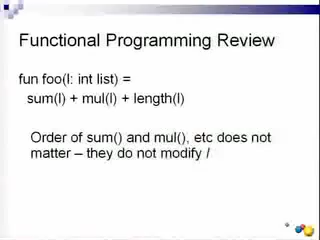 Functional Programming Review
fun foo(l: int list) =
sum(l) + mul(l) + length(l)
Order of sum() and mul(), etc does not
matter – they do not modify l